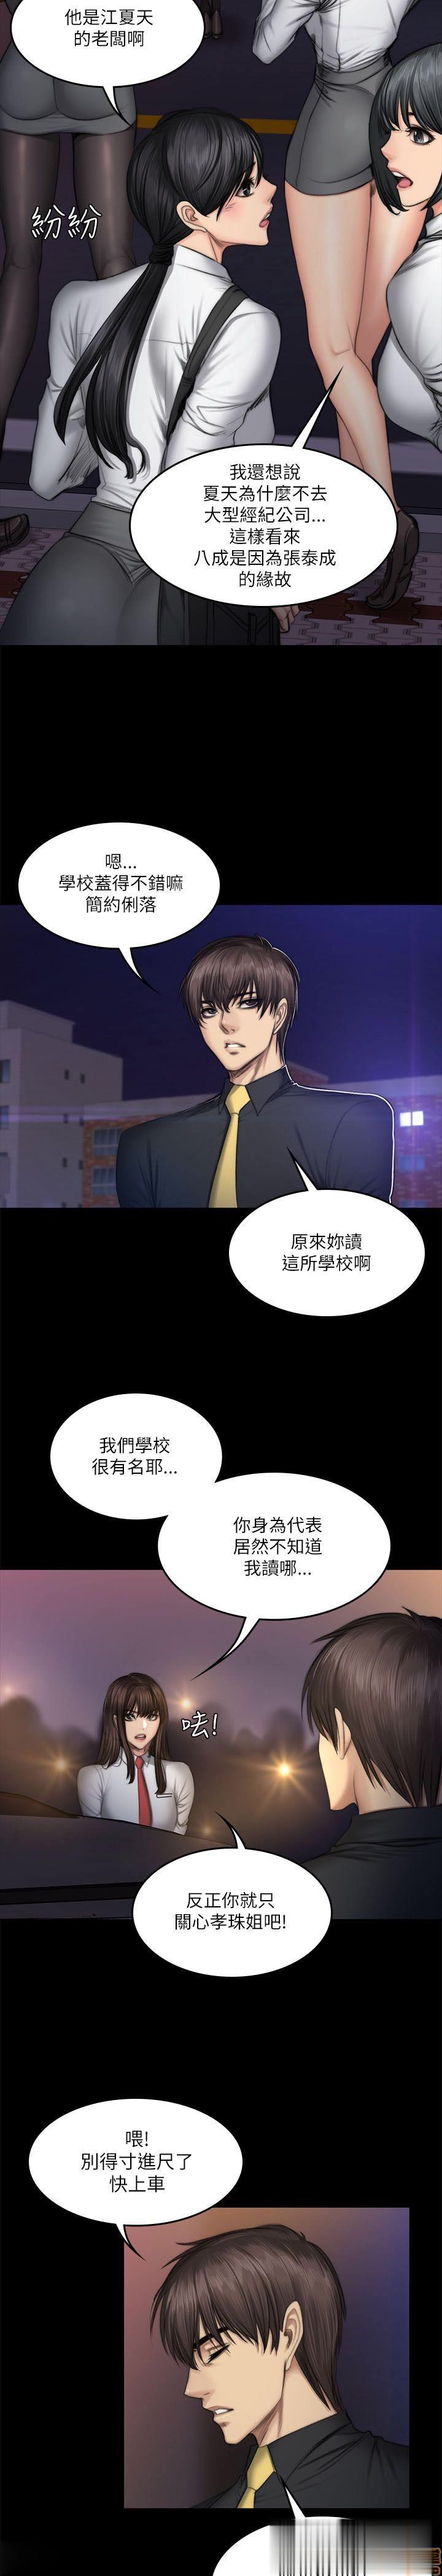 他是江夏天
的老闆啊
紛紛
我還想說
夏天為什麼不去
大型經紀公司...
這樣看來
八成是因為張泰成
的緣故
嗯...
學校蓋得不錯嘛
簡約俐落
原來妳讀
這所學校啊
我們學校
很有名耶...
你身為代表
居然不知道
我讀哪...
呿!
反正你就只
關心孝珠姐吧!
喂!
別得寸進尺了
快上車